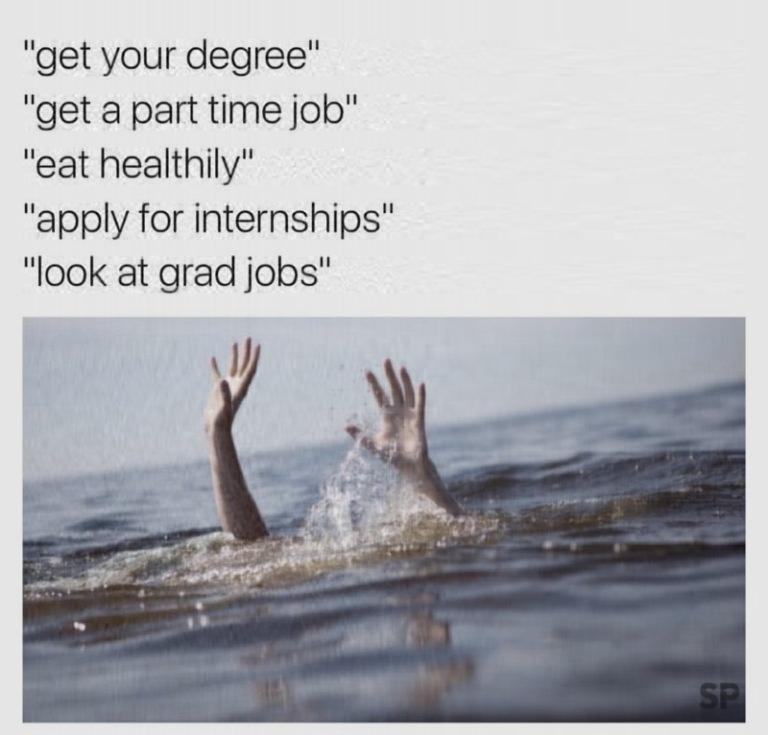 "get your degree"
"get a part time job"
"eat healthily"
"apply for internships"
"look at grad jobs"
SP